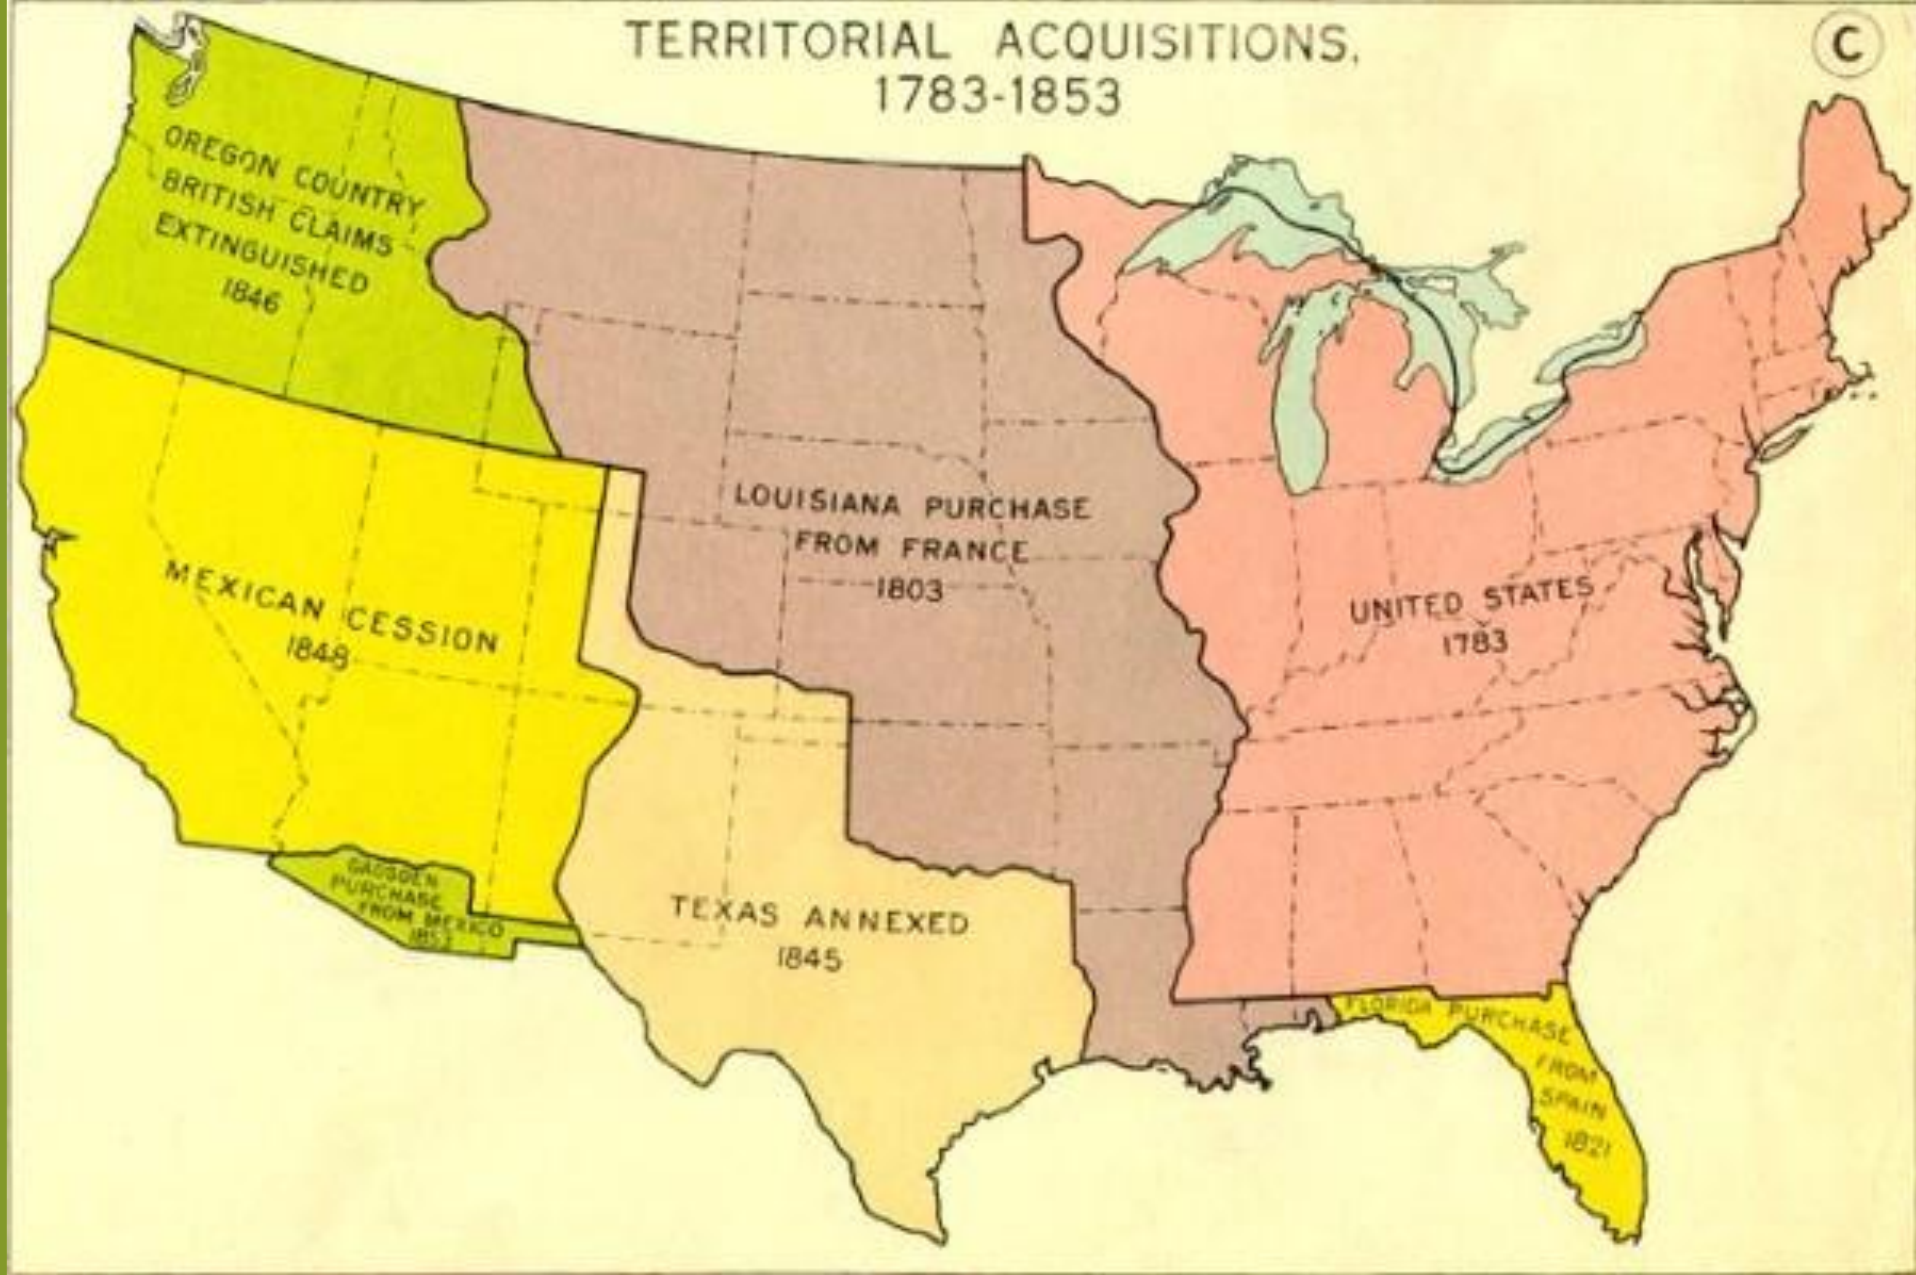 TERRITORIAL ACQUISITIONS,
1783-1853
C
OREGON COUNTRY
BRITISH CLAIMS
EXTINGUISHED
1846
LOUISIANA PURCHASE
FROM FRANCE
1803
UNITED STATES
1783
MEXICAN CESSION
1848
GADSDEN
PURCHASE
FROM MEXICO
1853
TEXAS ANNEXED
1845
FLORIDA PURCHASE
FROM
SPAIN
1821